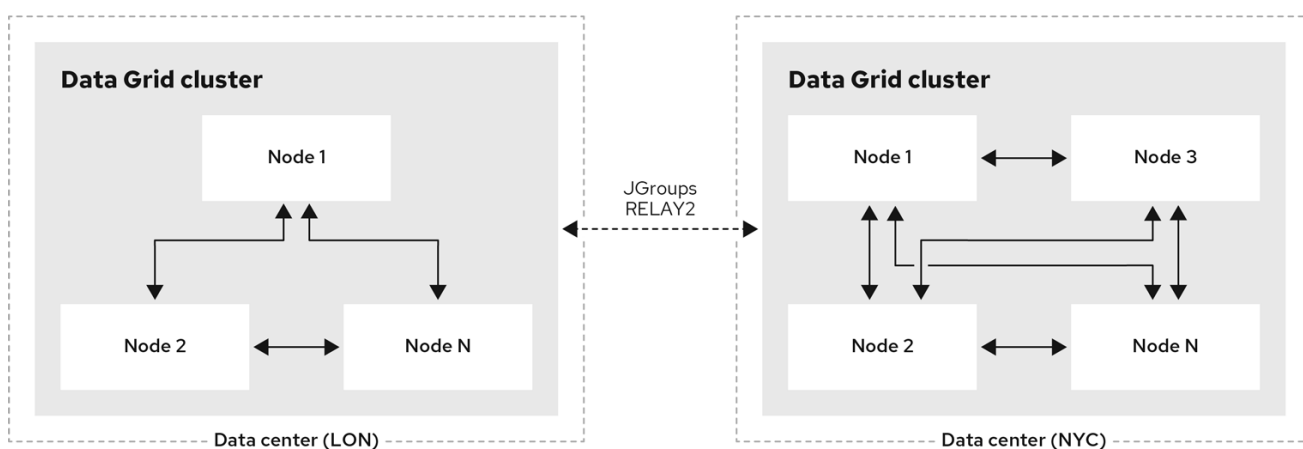 Data Grid cluster
Node 1
Node 2
Node N
Data center (LON)
JGroups
RELAY2
Data Grid cluster
Node 1
Node 3
Node 2
Node N
Data center (NYC)